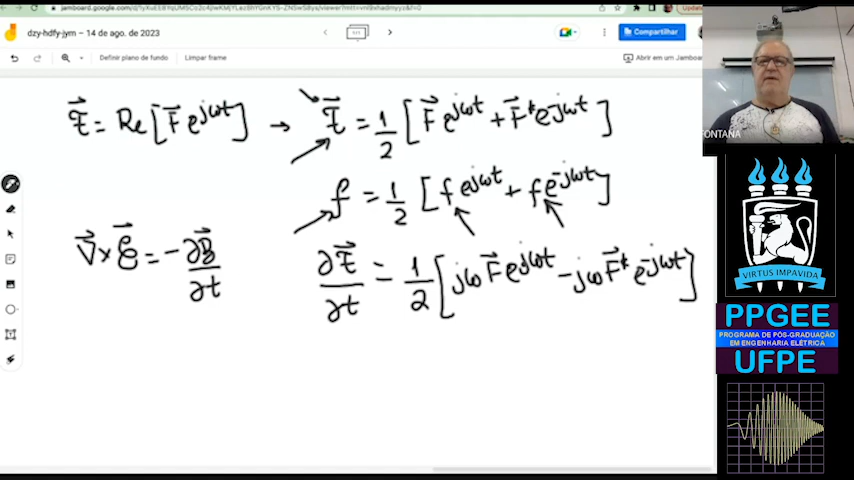 dzy-hdfy-jym – 14 de ago. de 2023
Compartilhar
Definir plano de fundo
Limpar frame
Abrir em um Jamboard
ℱ⃗ = Re[F⃗ e^{jωt}] → ℱ⃗ = 1/2 [F⃗ e^{jωt} + F⃗* e^{-jωt}]
f = 1/2 [f e^{jωt} + f e^{-jωt}]
∇⃗ × ℰ⃗ = -∂ℬ⃗/∂t
∂ℱ⃗/∂t = 1/2 [jω F⃗ e^{jωt} - jω F⃗* e^{-jωt}]
FONTANA
VIRTUS IMPAVIDA
PPGEE
PROGRAMA DE PÓS-GRADUAÇÃO
EM ENGENHARIA ELÉTRICA
UFPE